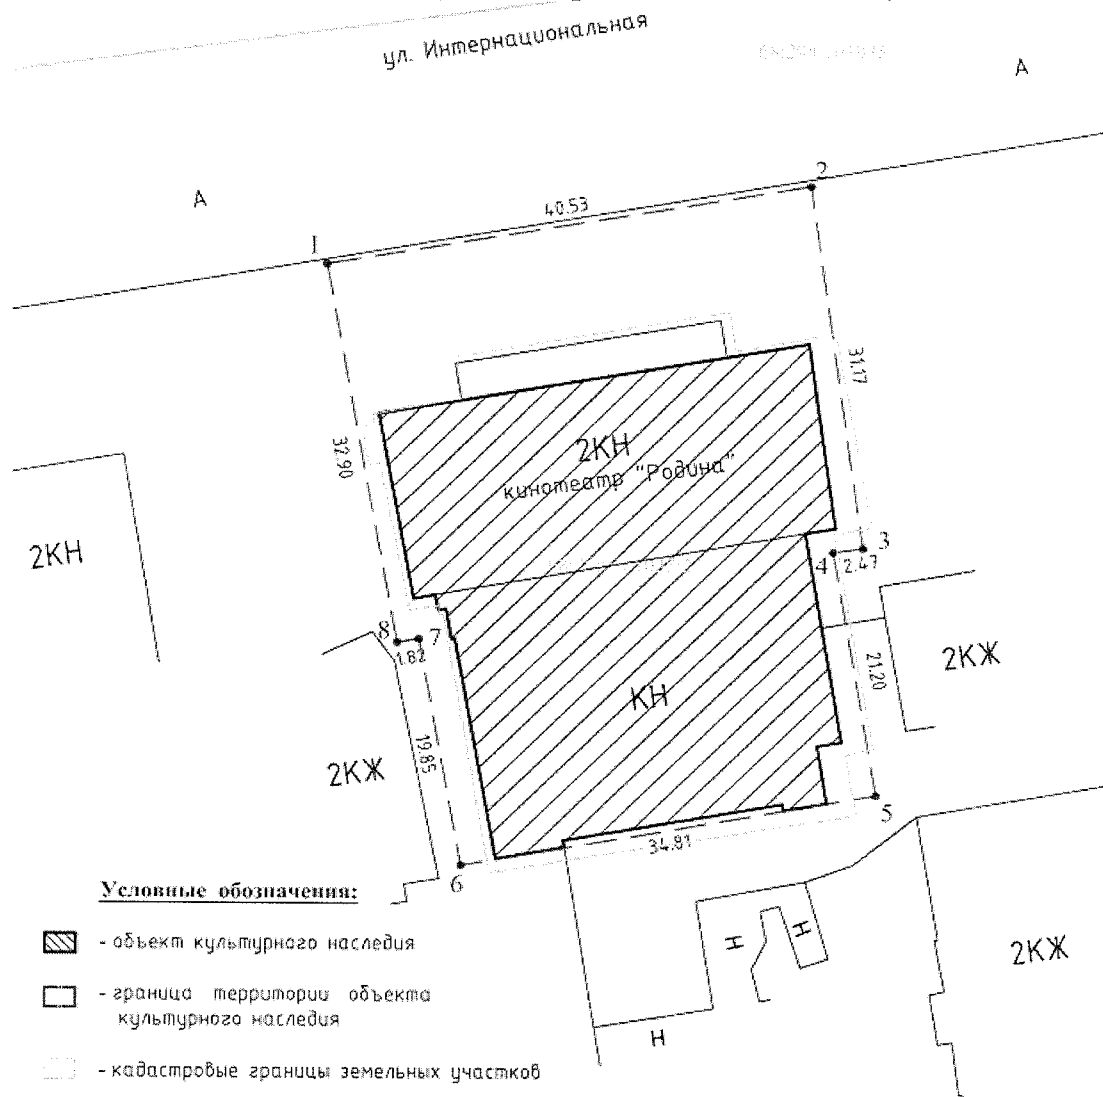 ул. Интернациональная
А
А
2
40.53
1
31.17
32.90
2КН
кинотеатр "Родина"
2КН
3
4
2.47
8
7
1.82
2КЖ
21.20
КН
19.85
2КЖ
5
34.81
6
Условные обозначения:
Н
Н
- объект культурного наследия
2КЖ
- граница территории объекта
культурного наследия
Н
- кадастровые границы земельных участков